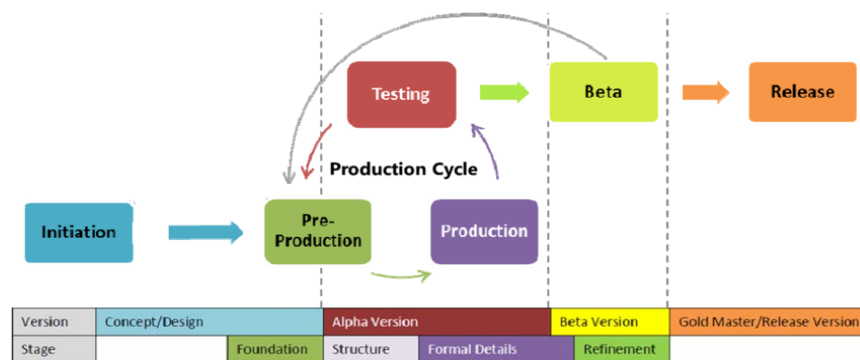 Testing
Beta
Release
Production Cycle
Initiation
Pre-
Production
Production
Version Concept/Design Alpha Version Beta Version Gold Master/Release Version
Stage Foundation Structure Formal Details Refinement